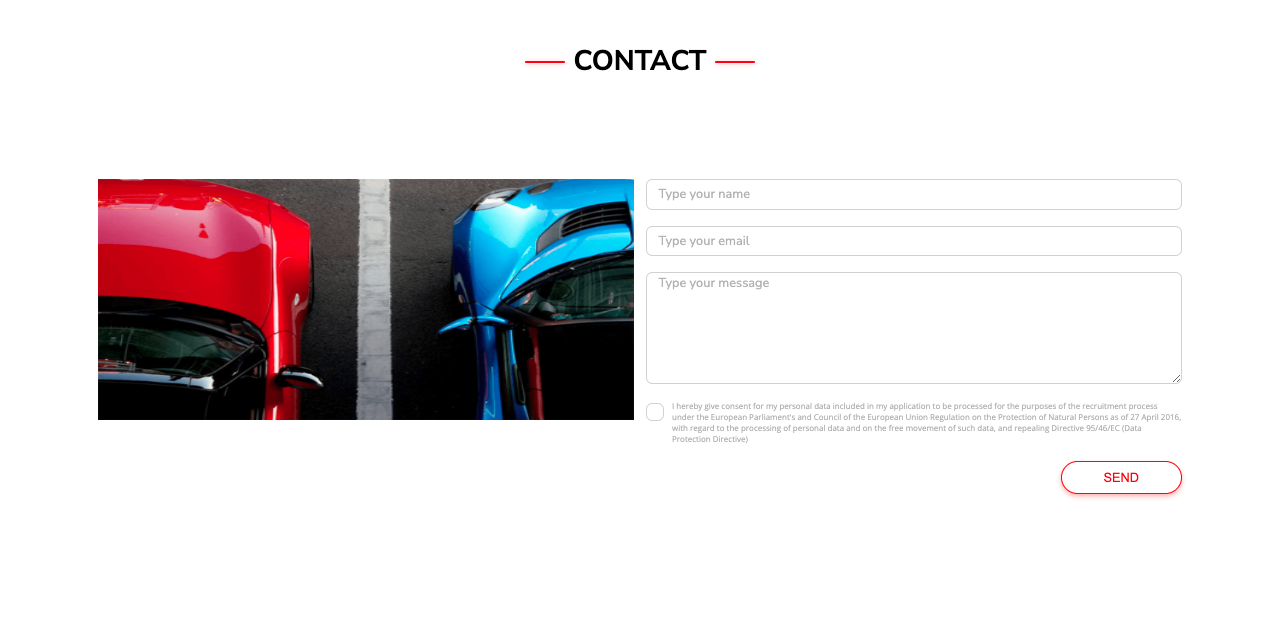 CONTACT
Type your name
Type your email
Type your message
I hereby give consent for my personal data included in my application to be processed for the purposes of the recruitment process
under the European Parliament's and Council of the European Union Regulation on the Protection of Natural Persons as of 27 April 2016,
with regard to the processing of personal data and on the free movement of such data, and repealing Directive 95/46/EC (Data
Protection Directive)
SEND